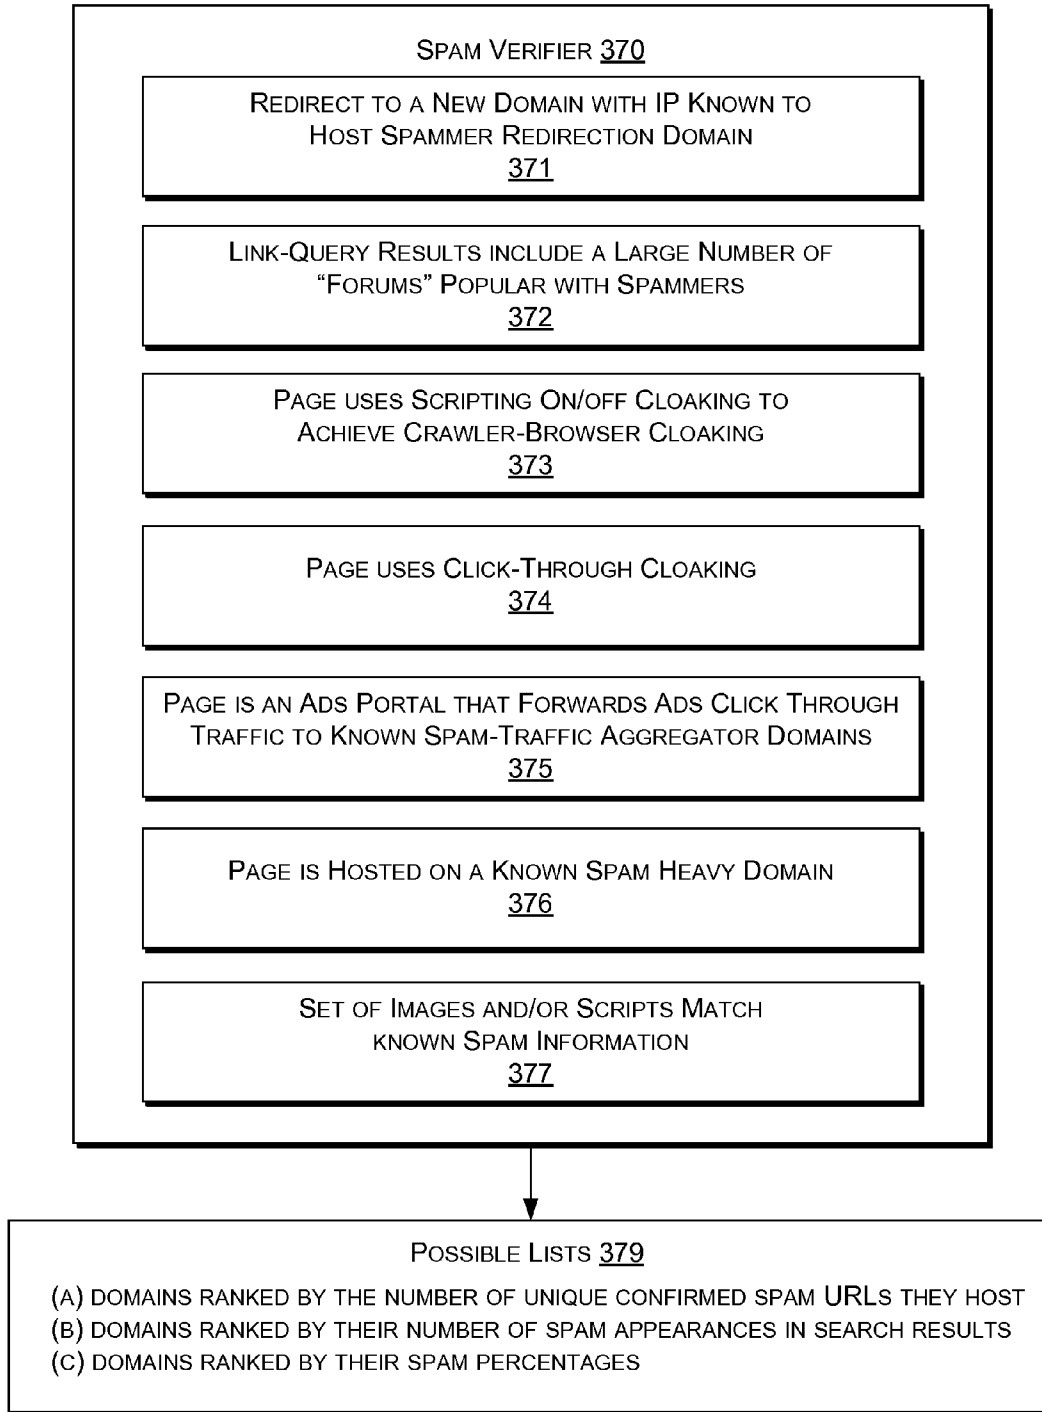 SPAM VERIFIER 370
REDIRECT TO A NEW DOMAIN WITH IP KNOWN TO
HOST SPAMMER REDIRECTION DOMAIN
371
LINK-QUERY RESULTS INCLUDE A LARGE NUMBER OF
“FORUMS” POPULAR WITH SPAMMERS
372
PAGE USES SCRIPTING ON/OFF CLOAKING TO
ACHIEVE CRAWLER-BROWSER CLOAKING
373
PAGE USES CLICK-THROUGH CLOAKING
374
PAGE IS AN ADS PORTAL THAT FORWARDS ADS CLICK THROUGH
TRAFFIC TO KNOWN SPAM-TRAFFIC AGGREGATOR DOMAINS
375
PAGE IS HOSTED ON A KNOWN SPAM HEAVY DOMAIN
376
SET OF IMAGES AND/OR SCRIPTS MATCH
KNOWN SPAM INFORMATION
377
POSSIBLE LISTS 379
(A) DOMAINS RANKED BY THE NUMBER OF UNIQUE CONFIRMED SPAM URLS THEY HOST
(B) DOMAINS RANKED BY THEIR NUMBER OF SPAM APPEARANCES IN SEARCH RESULTS
(C) DOMAINS RANKED BY THEIR SPAM PERCENTAGES